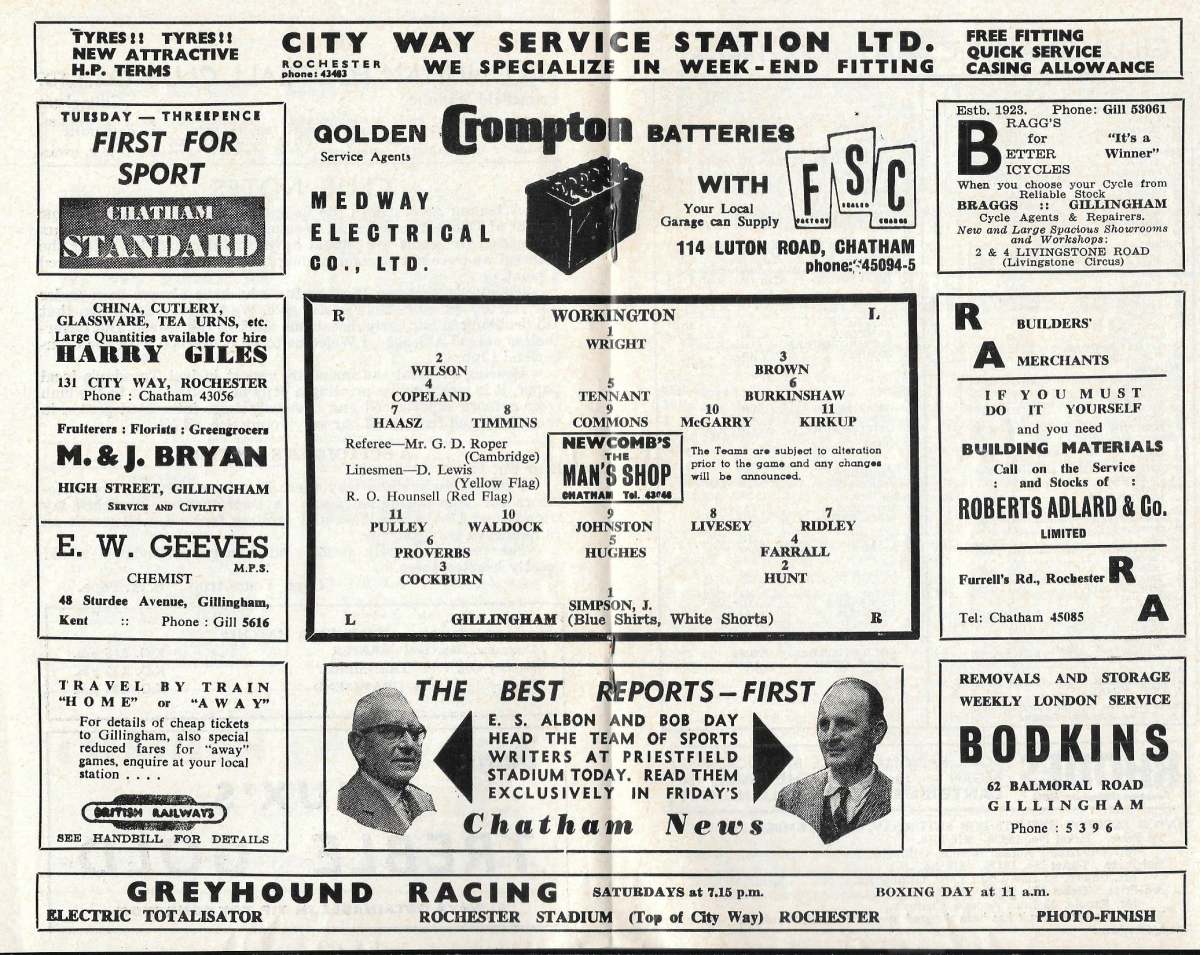 TYRES!! TYRES!!
NEW ATTRACTIVE
H.P. TERMS
CITY WAY SERVICE STATION LTD.
ROCHESTER
phone: 43483
WE SPECIALIZE IN WEEK-END FITTING
FREE FITTING
QUICK SERVICE
CASING ALLOWANCE
TUESDAY — THREEPENCE
FIRST FOR
SPORT
CHATHAM
STANDARD
GOLDEN Crompton BATTERIES
Service Agents
MEDWAY
ELECTRICAL
CO., LTD.
WITH
Your Local
Garage can Supply
F S C
FACTORY SEALED CHARGE
114 LUTON ROAD, CHATHAM
phone: 45094-5
Estb. 1923. Phone: Gill 53061
BRAGG'S
for
BETTER
BICYCLES
"It's a
Winner"
When you choose your Cycle from
Reliable Stock
BRAGGS :: GILLINGHAM
Cycle Agents & Repairers.
New and Large Spacious Showrooms
and Workshops:
2 & 4 LIVINGSTONE ROAD
(Livingstone Circus)
CHINA, CUTLERY,
GLASSWARE, TEA URNS, etc.
Large Quantities available for hire
HARRY GILES
131 CITY WAY, ROCHESTER
Phone : Chatham 43056
Fruiterers : Florists : Greengrocers
M. & J. BRYAN
HIGH STREET, GILLINGHAM
SERVICE AND CIVILITY
E. W. GEEVES
M.P.S.
CHEMIST
48 Sturdee Avenue, Gillingham,
Kent :: Phone : Gill 5616
R WORKINGTON L
1
WRIGHT
2 3
WILSON BROWN
4 5 6
COPELAND TENNANT BURKINSHAW
7 8 9 10 11
HAASZ TIMMINS COMMONS McGARRY KIRKUP
Referee—Mr. G. D. Roper
(Cambridge)
Linesmen—D. Lewis
(Yellow Flag)
R. O. Hounsell (Red Flag)
NEWCOMB'S
THE
MAN'S SHOP
CHATHAM Tel.
The Teams are subject to alteration
prior to the game and any changes
will be announced.
11 10 9 8 7
PULLEY WALDOCK JOHNSTON LIVESEY RIDLEY
6 5 4
PROVERBS HUGHES FARRALL
3 2
COCKBURN HUNT
1
SIMPSON, J.
L GILLINGHAM (Blue Shirts, White Shorts) R
R
A
BUILDERS'
MERCHANTS
IF YOU MUST
DO IT YOURSELF
and you need
BUILDING MATERIALS
Call on the Service
: and Stocks of :
ROBERTS ADLARD & Co.
LIMITED
Furrell's Rd., Rochester
Tel: Chatham 45085
R
A
TRAVEL BY TRAIN
"HOME" or "AWAY"
For details of cheap tickets
to Gillingham, also special
reduced fares for "away"
games, enquire at your local
station . . . .
BRITISH RAILWAYS
SEE HANDBILL FOR DETAILS
THE BEST REPORTS—FIRST
E. S. ALBON AND BOB DAY
HEAD THE TEAM OF SPORTS
WRITERS AT PRIESTFIELD
STADIUM TODAY. READ THEM
EXCLUSIVELY IN FRIDAY'S
Chatham News
REMOVALS AND STORAGE
WEEKLY LONDON SERVICE
BODKINS
62 BALMORAL ROAD
GILLINGHAM
Phone : 5396
GREYHOUND RACING SATURDAYS at 7.15 p.m. BOXING DAY at 11 a.m.
ELECTRIC TOTALISATOR ROCHESTER STADIUM (Top of City Way) ROCHESTER PHOTO-FINISH